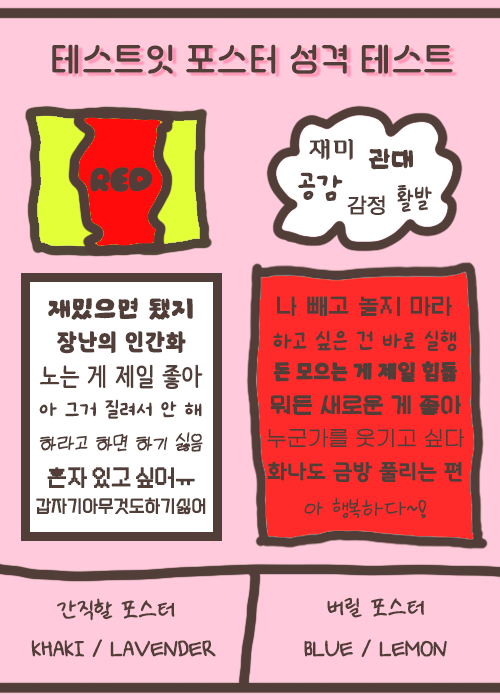 테스트잇 포스터 성격 테스트
RED
재미 관대
공감 감정 활발
재밌으면 됐지
장난의 인간화
노는 게 제일 좋아
아 그거 질려서 안 해
하라고 하면 하기 싫음
혼자 있고 싶머ㅠ
갑자기아무것도하기싫어
나 빼고 놀지 마라
하고 싶은 건 바로 실행
돈 모으는 게 제일 힘듦
뭐든 새로운 게 좋아
누군가를 웃기고 싶다
화나도 금방 풀리는 편
아 행복하다~!
간직할 포스터
KHAKI / LAVENDER
버릴 포스터
BLUE / LEMON